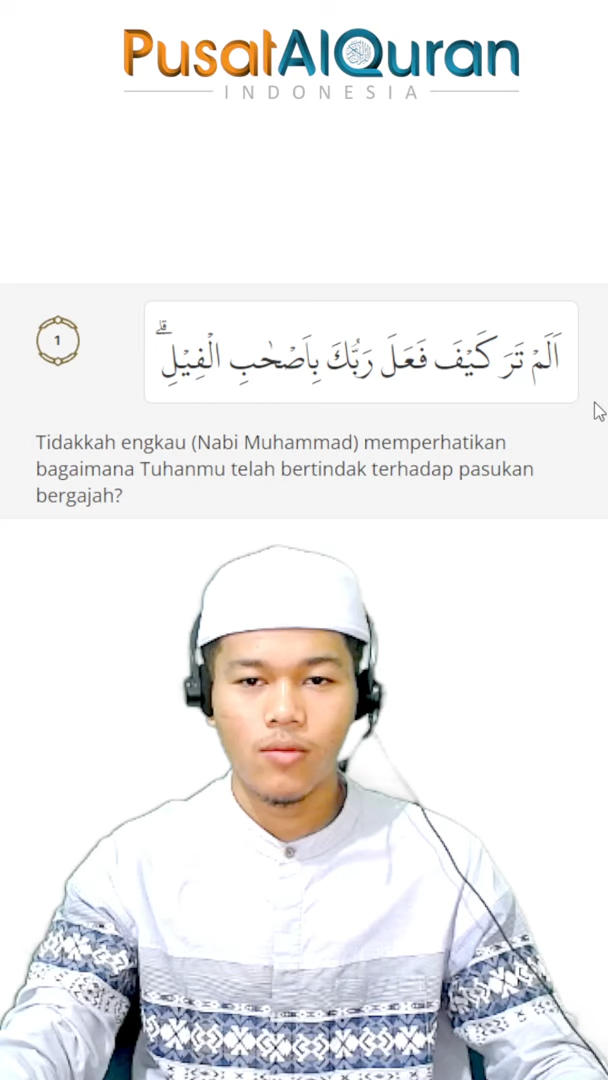 PusatAlQuran
INDONESIA
1
اَلَمْ تَرَ كَيْفَ فَعَلَ رَبُّكَ بِاَصْحٰبِ الْفِيْلِۗ
Tidakkah engkau (Nabi Muhammad) memperhatikan
bagaimana Tuhanmu telah bertindak terhadap pasukan
bergajah?